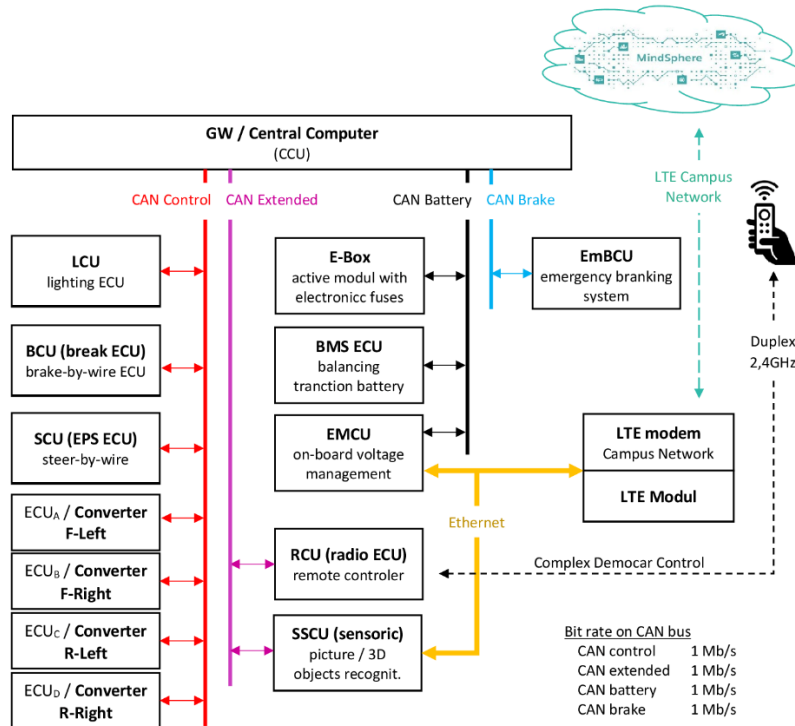 MindSphere
GW / Central Computer
(CCU)
CAN Control
CAN Extended
CAN Battery
CAN Brake
LTE Campus
Network
LCU
lighting ECU
E-Box
active modul with
electronicc fuses
EmBCU
emergency branking
system
BCU (break ECU)
brake-by-wire ECU
BMS ECU
balancing
tranction battery
Duplex
2,4GHz
SCU (EPS ECU)
steer-by-wire
EMCU
on-board voltage
management
LTE modem
Campus Network
LTE Modul
ECUA / Converter
F-Left
Ethernet
ECUB / Converter
F-Right
RCU (radio ECU)
remote controler
Complex Democar Control
ECUC / Converter
R-Left
SSCU (sensoric)
picture / 3D
objects recognit.
ECUD / Converter
R-Right
Bit rate on CAN bus
CAN control 1 Mb/s
CAN extended 1 Mb/s
CAN battery 1 Mb/s
CAN brake 1 Mb/s